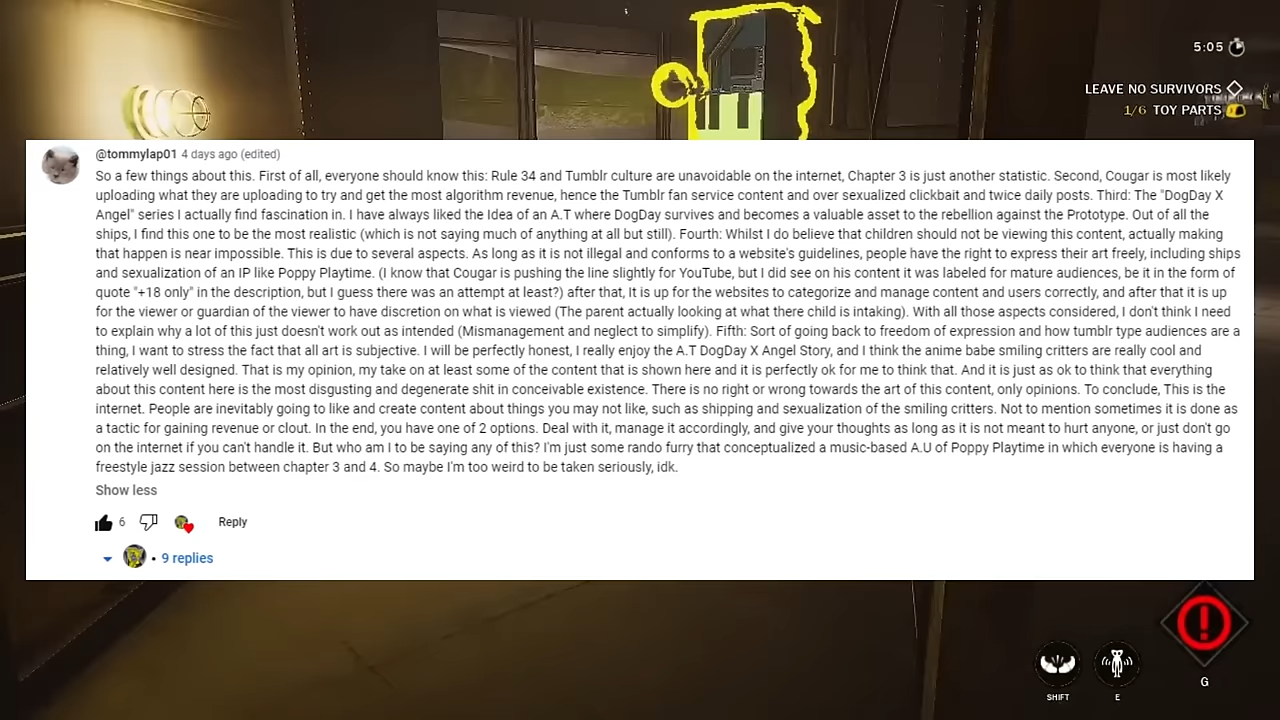 5:05
LEAVE NO SURVIVORS
1/6 TOY PARTS
@tommylap01 4 days ago (edited)
So a few things about this. First of all, everyone should know this: Rule 34 and Tumblr culture are unavoidable on the internet, Chapter 3 is just another statistic. Second, Cougar is most likely
uploading what they are uploading to try and get the most algorithm revenue, hence the Tumblr fan service content and over sexualized clickbait and twice daily posts. Third: The "DogDay X
Angel" series I actually find fascination in. I have always liked the Idea of an A.T where DogDay survives and becomes a valuable asset to the rebellion against the Prototype. Out of all the
ships, I find this one to be the most realistic (which is not saying much of anything at all but still). Fourth: Whilst I do believe that children should not be viewing this content, actually making
that happen is near impossible. This is due to several aspects. As long as it is not illegal and conforms to a website's guidelines, people have the right to express their art freely, including ships
and sexualization of an IP like Poppy Playtime. (I know that Cougar is pushing the line slightly for YouTube, but I did see on his content it was labeled for mature audiences, be it in the form of
quote "+18 only" in the description, but I guess there was an attempt at least?) after that, It is up for the websites to categorize and manage content and users correctly, and after that it is up
for the viewer or guardian of the viewer to have discretion on what is viewed (The parent actually looking at what there child is intaking). With all those aspects considered, I don't think I need
to explain why a lot of this just doesn't work out as intended (Mismanagement and neglect to simplify). Fifth: Sort of going back to freedom of expression and how tumblr type audiences are a
thing, I want to stress the fact that all art is subjective. I will be perfectly honest, I really enjoy the A.T DogDay X Angel Story, and I think the anime babe smiling critters are really cool and
relatively well designed. That is my opinion, my take on at least some of the content that is shown here and it is perfectly ok for me to think that. And it is just as ok to think that everything
about this content here is the most disgusting and degenerate shit in conceivable existence. There is no right or wrong towards the art of this content, only opinions. To conclude, This is the
internet. People are inevitably going to like and create content about things you may not like, such as shipping and sexualization of the smiling critters. Not to mention sometimes it is done as
a tactic for gaining revenue or clout. In the end, you have one of 2 options. Deal with it, manage it accordingly, and give your thoughts as long as it is not meant to hurt anyone, or just don't go
on the internet if you can't handle it. But who am I to be saying any of this? I'm just some rando furry that conceptualized a music-based A.U of Poppy Playtime in which everyone is having a
freestyle jazz session between chapter 3 and 4. So maybe I'm too weird to be taken seriously, idk.
Show less
6 Reply
9 replies
SHIFT
E
G